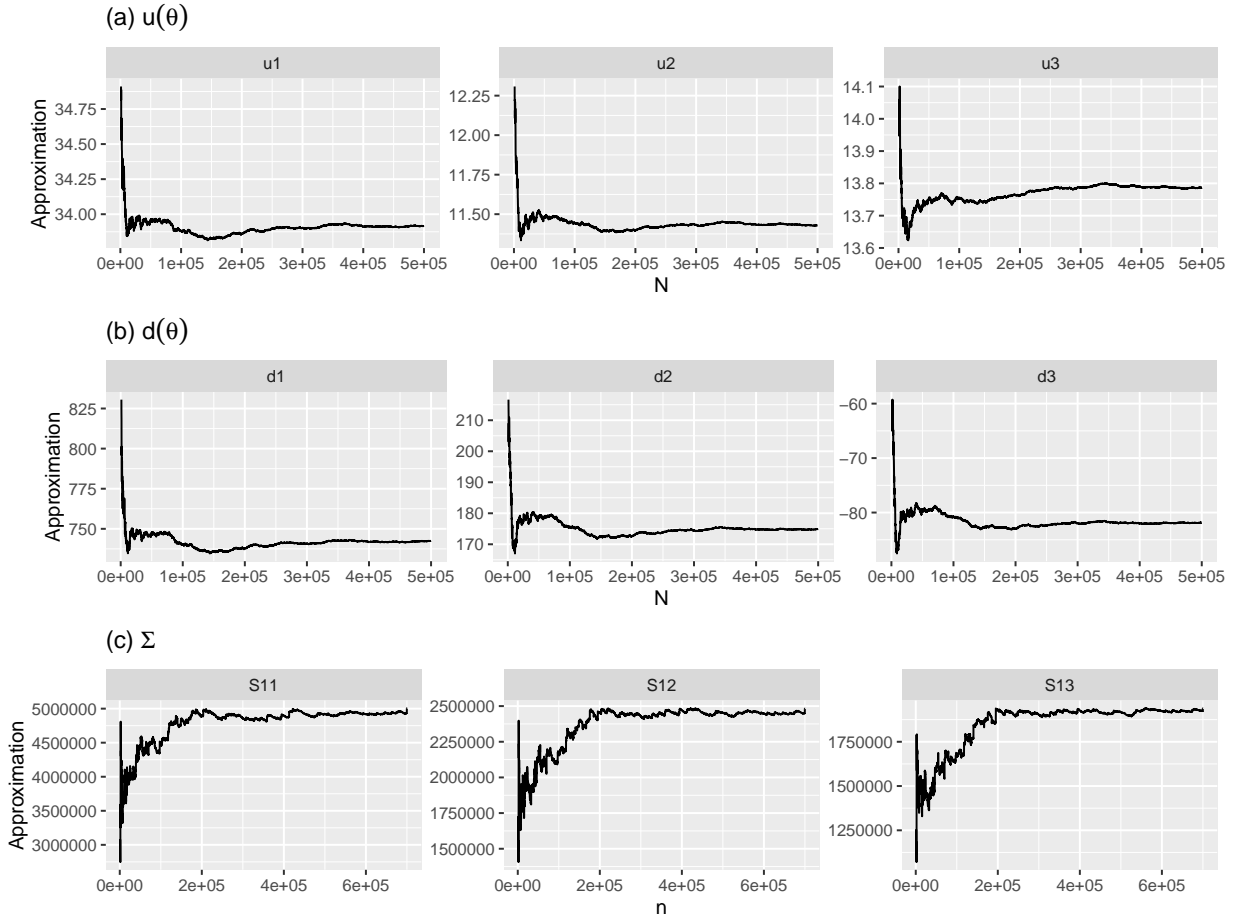 (a) u(θ)
u1 u2 u3
Approximation
34.75
34.50
34.25
34.00
0e+00 1e+05 2e+05 3e+05 4e+05 5e+05
12.25
12.00
11.75
11.50
0e+00 1e+05 2e+05 3e+05 4e+05 5e+05
14.1
14.0
13.9
13.8
13.7
13.6
0e+00 1e+05 2e+05 3e+05 4e+05 5e+05
N
(b) d(θ)
d1 d2 d3
Approximation
825
800
775
750
0e+00 1e+05 2e+05 3e+05 4e+05 5e+05
210
200
190
180
170
0e+00 1e+05 2e+05 3e+05 4e+05 5e+05
−60
−70
−80
0e+00 1e+05 2e+05 3e+05 4e+05 5e+05
N
(c) Σ
S11 S12 S13
Approximation
5000000
4500000
4000000
3500000
3000000
0e+00 2e+05 4e+05 6e+05
2500000
2250000
2000000
1750000
1500000
0e+00 2e+05 4e+05 6e+05
1750000
1500000
1250000
0e+00 2e+05 4e+05 6e+05
n